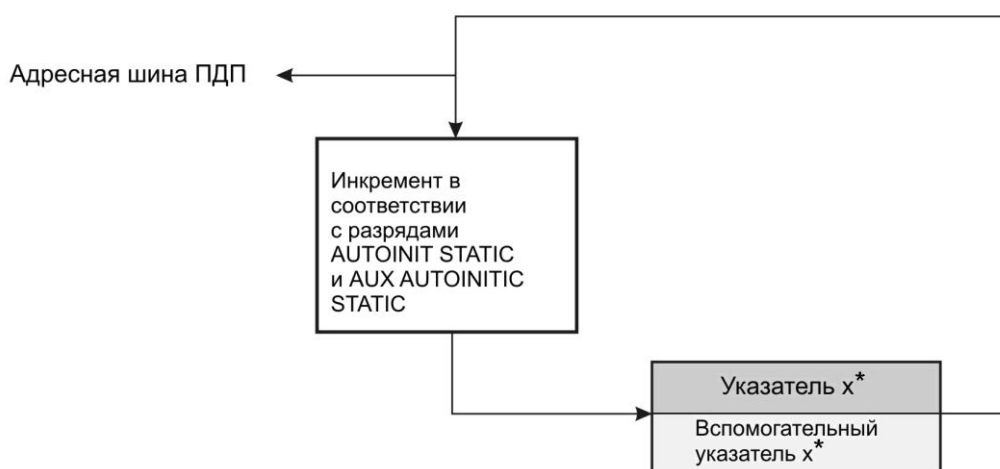 Адресная шина ПДП
Инкремент в
соответствии
с разрядами
AUTOINIT STATIC
и AUX AUTOINITIC
STATIC
Указатель x*
Вспомогательный
указатель x*